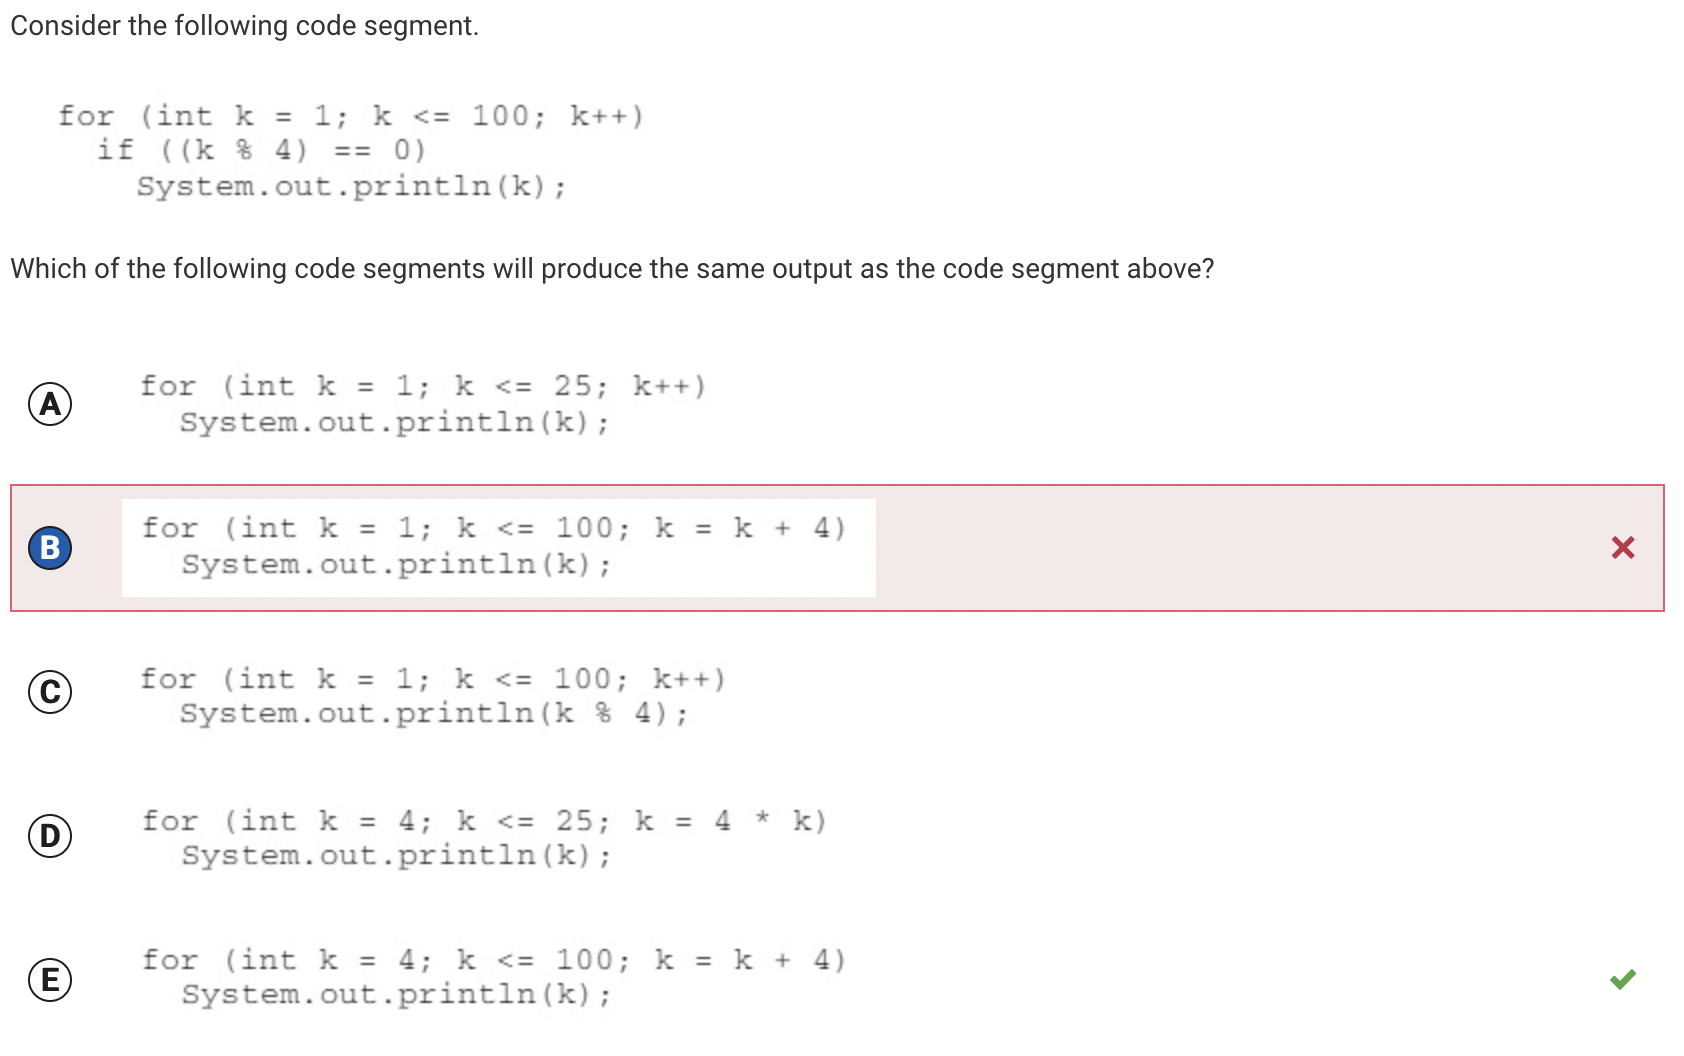 Consider the following code segment.
for (int k = 1; k <= 100; k++)
if ((k % 4) == 0)
System.out.println(k);
Which of the following code segments will produce the same output as the code segment above?
A
for (int k = 1; k <= 25; k++)
System.out.println(k);
B
for (int k = 1; k <= 100; k = k + 4)
System.out.println(k);
C
for (int k = 1; k <= 100; k++)
System.out.println(k % 4);
D
for (int k = 4; k <= 25; k = 4 * k)
System.out.println(k);
E
for (int k = 4; k <= 100; k = k + 4)
System.out.println(k);